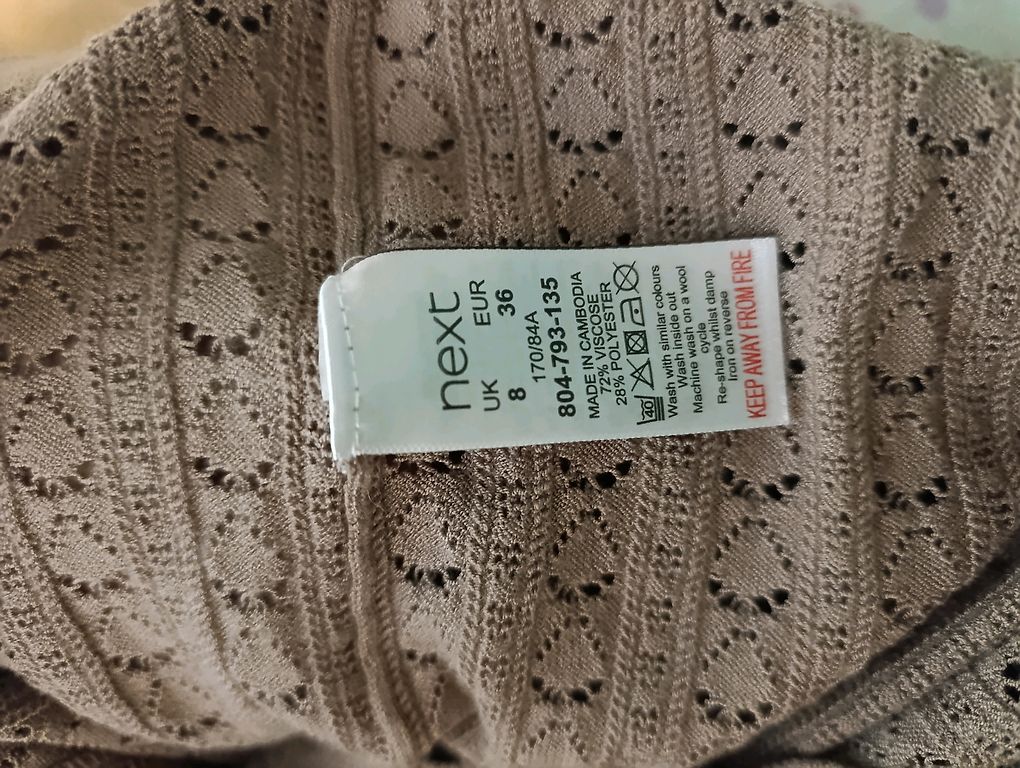 next
UK EUR
8 36
170/84A
804-793-135
MADE IN CAMBODIA
72% VISCOSE
28% POLYESTER
40
Wash with similar colours
Wash inside out
Machine wash on a wool
cycle
Re-shape whilst damp
Iron on reverse
KEEP AWAY FROM FIRE